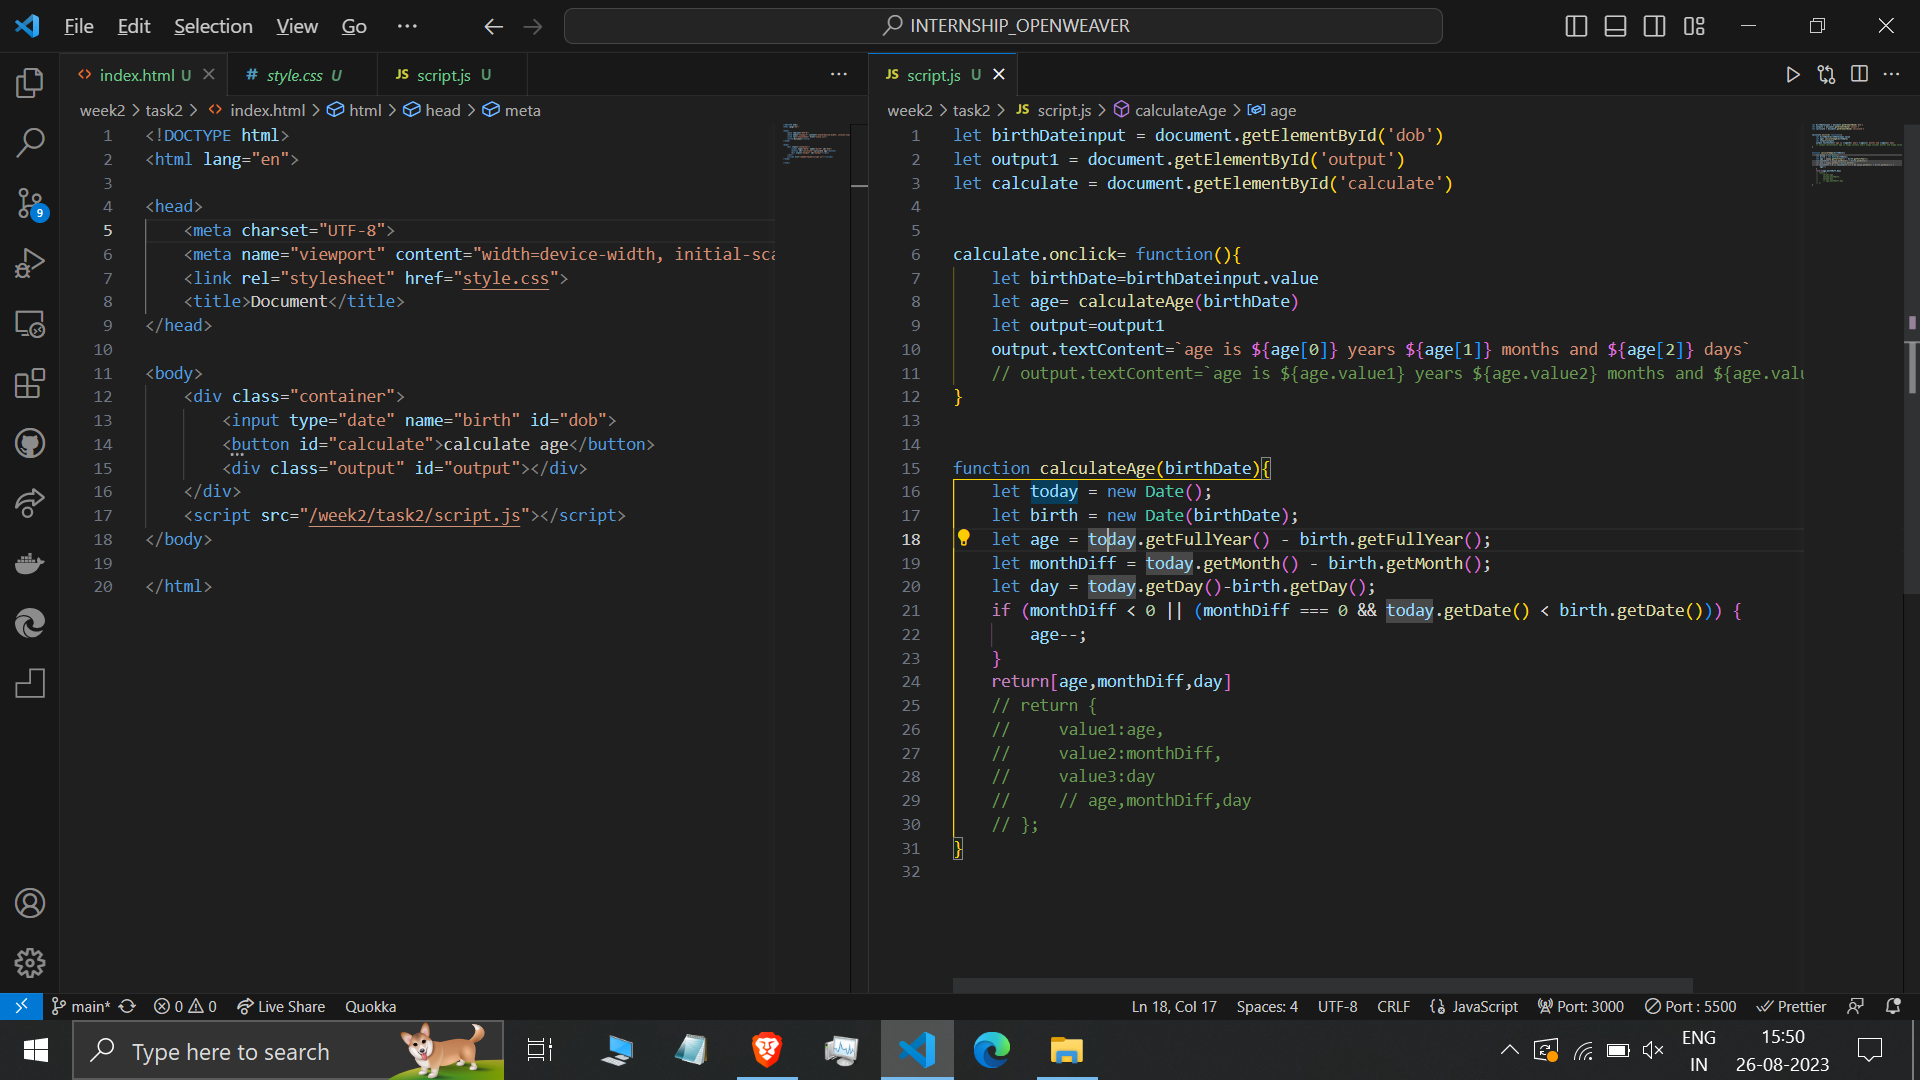 File Edit Selection View Go ··· INTERNSHIP_OPENWEAVER
index.html U style.css U script.js U
week2 > task2 > index.html > html > head > meta
1 <!DOCTYPE html>
2 <html lang="en">
3
4 <head>
5 <meta charset="UTF-8">
6 <meta name="viewport" content="width=device-width, initial-sca
7 <link rel="stylesheet" href="style.css">
8 <title>Document</title>
9 </head>
10
11 <body>
12 <div class="container">
13 <input type="date" name="birth" id="dob">
14 <button id="calculate">calculate age</button>
15 <div class="output" id="output"></div>
16 </div>
17 <script src="/week2/task2/script.js"></script>
18 </body>
19
20 </html>
JS script.js U
week2 > task2 > JS script.js > calculateAge > age
1 let birthDateinput = document.getElementById('dob')
2 let output1 = document.getElementById('output')
3 let calculate = document.getElementById('calculate')
4
5
6 calculate.onclick= function(){
7 let birthDate=birthDateinput.value
8 let age= calculateAge(birthDate)
9 let output=output1
10 output.textContent=`age is ${age[0]} years ${age[1]} months and ${age[2]} days`
11 // output.textContent=`age is ${age.value1} years ${age.value2} months and ${age.valu
12 }
13
14
15 function calculateAge(birthDate){
16 let today = new Date();
17 let birth = new Date(birthDate);
18 let age = today.getFullYear() - birth.getFullYear();
19 let monthDiff = today.getMonth() - birth.getMonth();
20 let day = today.getDay()-birth.getDay();
21 if (monthDiff < 0 || (monthDiff === 0 && today.getDate() < birth.getDate())) {
22 age--;
23 }
24 return[age,monthDiff,day]
25 // return {
26 // value1:age,
27 // value2:monthDiff,
28 // value3:day
29 // // age,monthDiff,day
30 // };
31 }
32
9
main* 0 0 Live Share Quokka Ln 18, Col 17 Spaces: 4 UTF-8 CRLF {} JavaScript Port: 3000 Port : 5500 Prettier
Type here to search
ENG
IN
15:50
26-08-2023